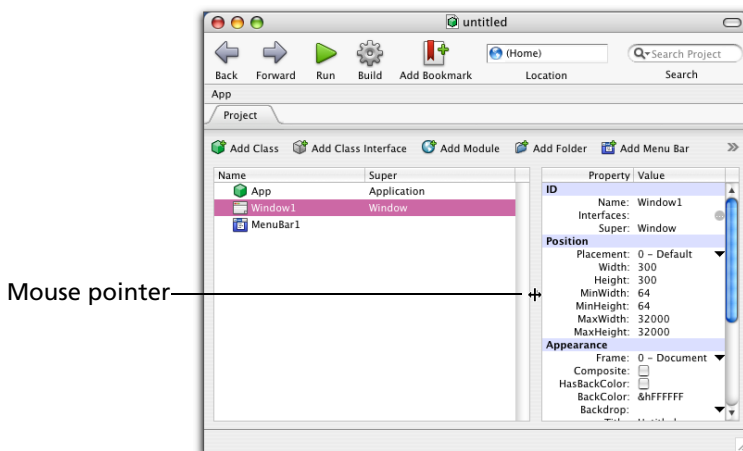 untitled
Back Forward Run Build Add Bookmark Location Search
(Home)
Search Project
App
Project
Add Class Add Class Interface Add Module Add Folder Add Menu Bar »
Name Super
App Application
Window1 Window
MenuBar1
Property Value
ID
Name: Window1
Interfaces:
Super: Window
Position
Placement: 0 – Default
Width: 300
Height: 300
MinWidth: 64
MinHeight: 64
MaxWidth: 32000
MaxHeight: 32000
Appearance
Frame: 0 – Document
Composite:
HasBackColor:
BackColor: &hFFFFFF
Backdrop:
Mouse pointer